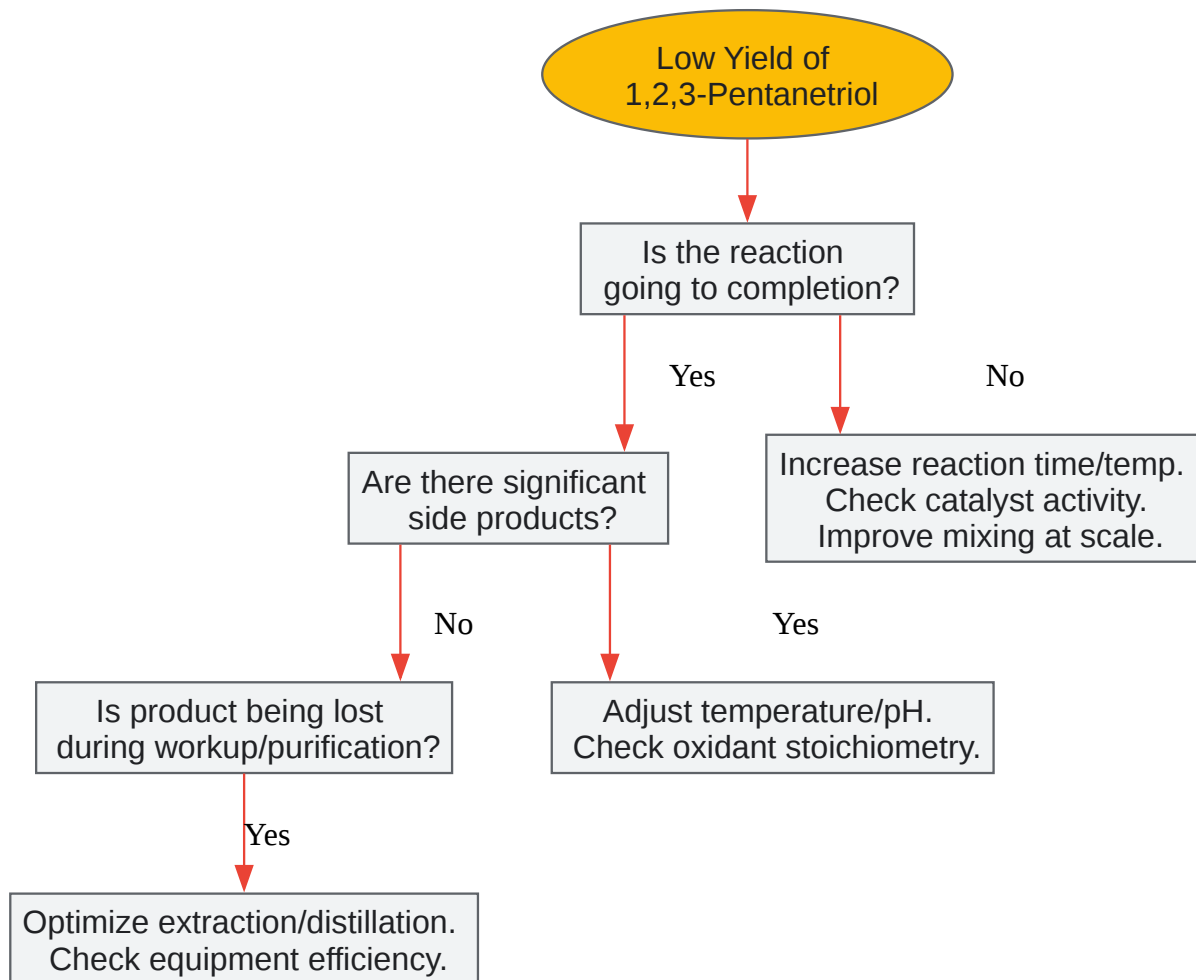 Low Yield of
1,2,3-Pentanetriol
Is the reaction
going to completion?
Yes
No
Increase reaction time/temp.
Check catalyst activity.
Improve mixing at scale.
Are there significant
side products?
No
Yes
Is product being lost
during workup/purification?
Adjust temperature/pH.
Check oxidant stoichiometry.
Yes
Optimize extraction/distillation.
Check equipment efficiency.